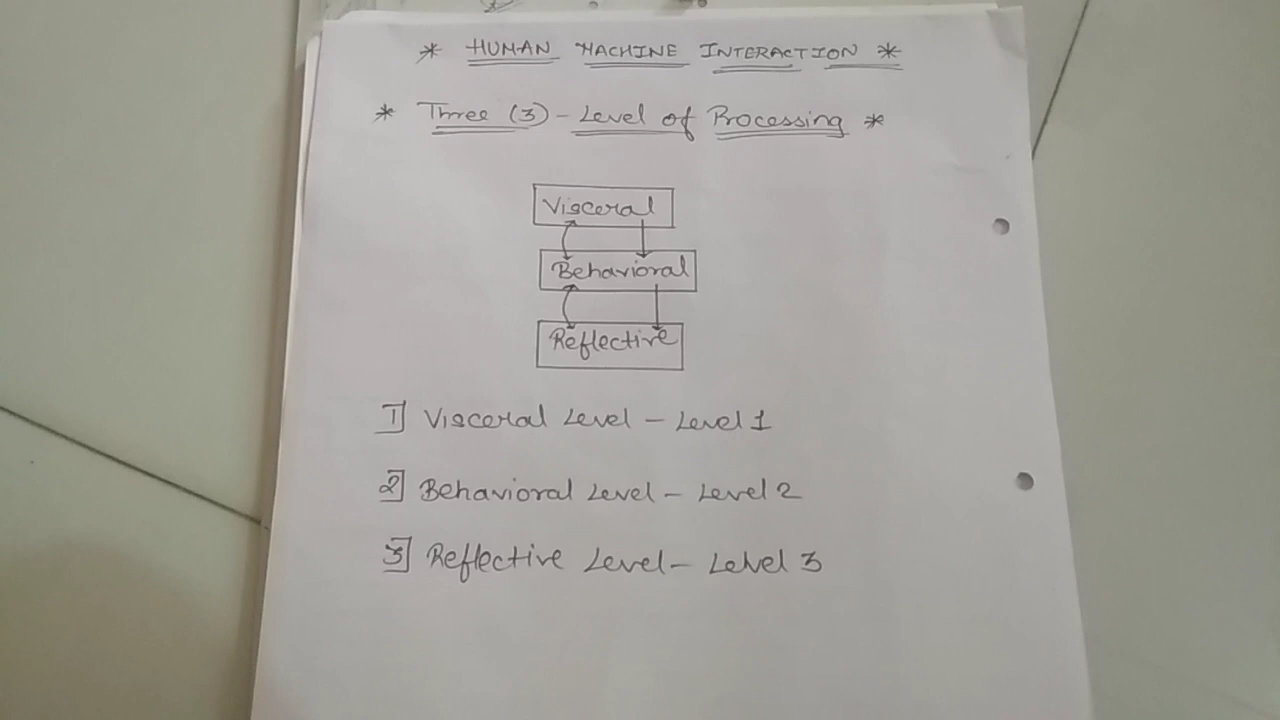 * HUMAN MACHINE INTERACTION *
* Three (3) - Level of Processing *
Visceral
Behavioral
Reflective
1] Visceral Level - Level 1
2] Behavioral Level - Level 2
3] Reflective Level - Level 3